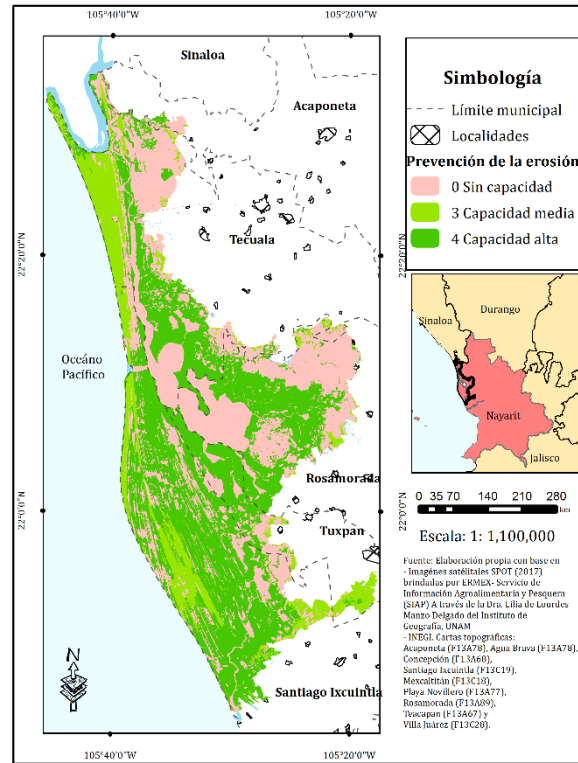 105°40'0"O
105°20'0"O
Sinaloa
Acaponeta
Tecuala
22°20'0"N
22°20'0"N
Oceáno
Pacífico
Rosamorada
22°0'0"N
22°0'0"N
Tuxpan
Santiago Ixcuintla
N
105°40'0"O
105°20'0"O
Simbología
Límite municipal
Localidades
Prevención de la erosión
0 Sin capacidad
3 Capacidad media
4 Capacidad alta
Sinaloa
Durango
Nayarit
Jalisco
0 35 70 140 210 280
km
Escala: 1: 1,100,000
Fuente: Elaboración propia con base en
- Imagénes satélitales SPOT (2017)
brindadas por ERMEX- Servicio de
Información Agroalimentaria y Pesquera
(SIAP) A través de la Dra. Lilia de Lourdes
Manzo Delgado del Instituto de
Geografía, UNAM
- INEGI. Cartas topográficas:
Acaponeta (F13A78), Agua Brava (F13A78),
Concepción (F13A68),
Santiago Ixcuintla (F13C19),
Mexcaltitán (F13C18),
Playa Novillero (F13A77),
Rosamorada (F13A89),
Teacapan (F13A67) y
Villa Juárez (F13C28).